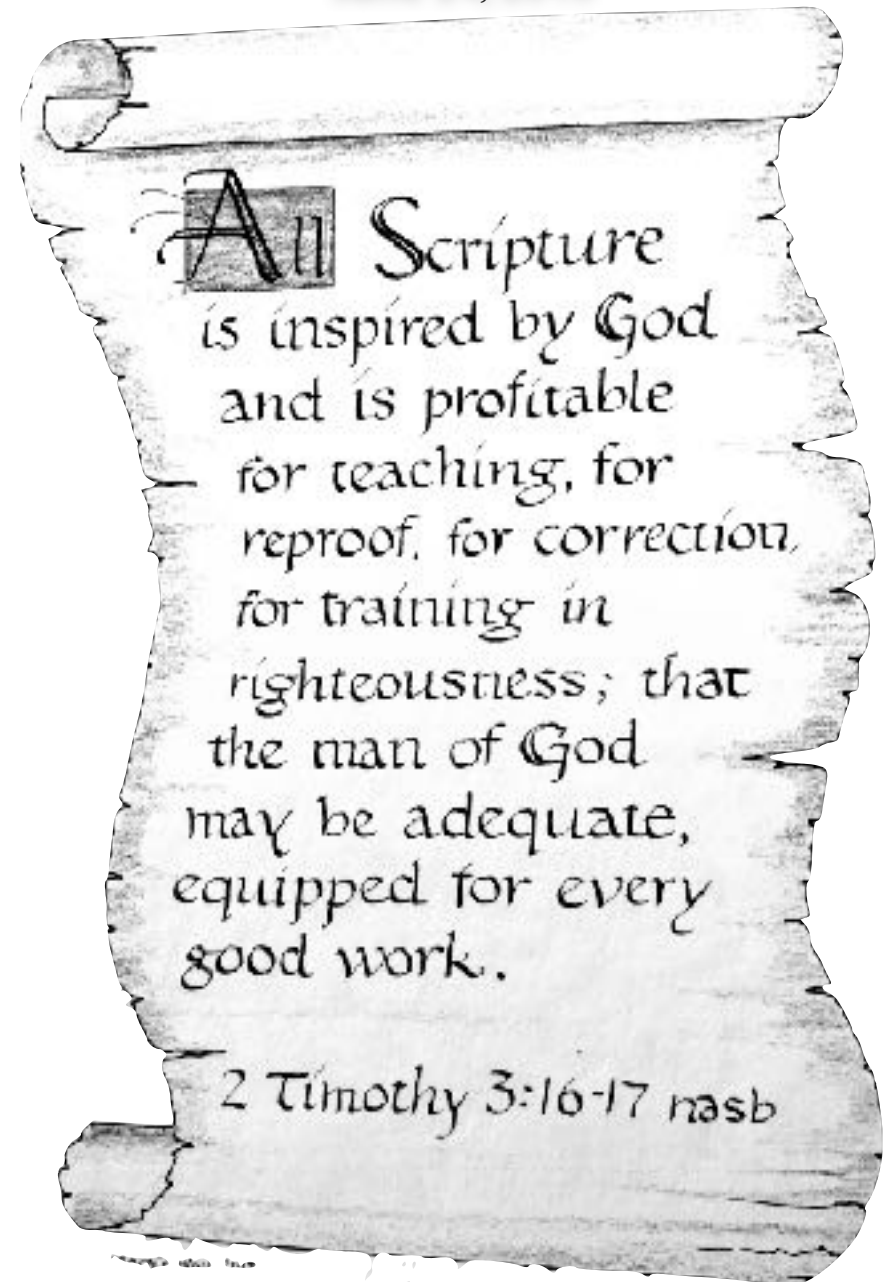 All Scripture
is inspired by God
and is profitable
for teaching, for
reproof, for correction,
for training in
righteousness; that
the man of God
may be adequate,
equipped for every
good work..
2 Timothy 3:16-17 nasb